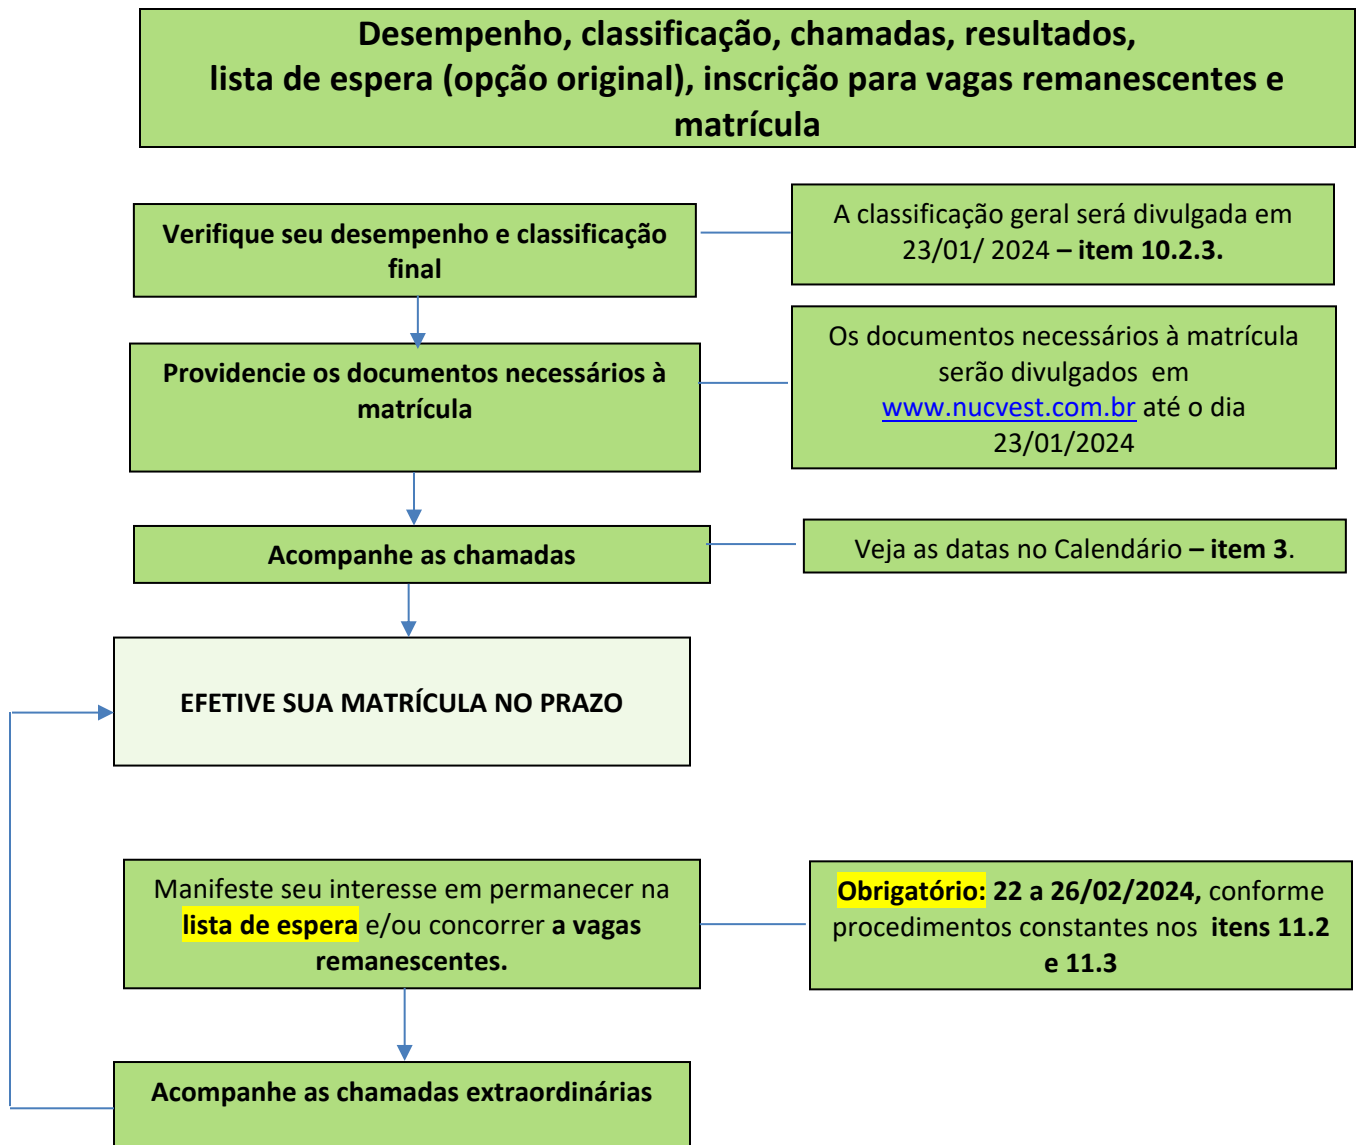 Desempenho, classificação, chamadas, resultados,
lista de espera (opção original), inscrição para vagas remanescentes e
matrícula
Verifique seu desempenho e classificação
final
A classificação geral será divulgada em
23/01/ 2024 – item 10.2.3.
Providencie os documentos necessários à
matrícula
Os documentos necessários à matrícula
serão divulgados  em
www.nucvest.com.br até o dia
23/01/2024
Acompanhe as chamadas
Veja as datas no Calendário – item 3.
EFETIVE SUA MATRÍCULA NO PRAZO
Manifeste seu interesse em permanecer na
lista de espera e/ou concorrer a vagas
remanescentes.
Obrigatório: 22 a 26/02/2024, conforme
procedimentos constantes nos  itens 11.2
e 11.3
Acompanhe as chamadas extraordinárias